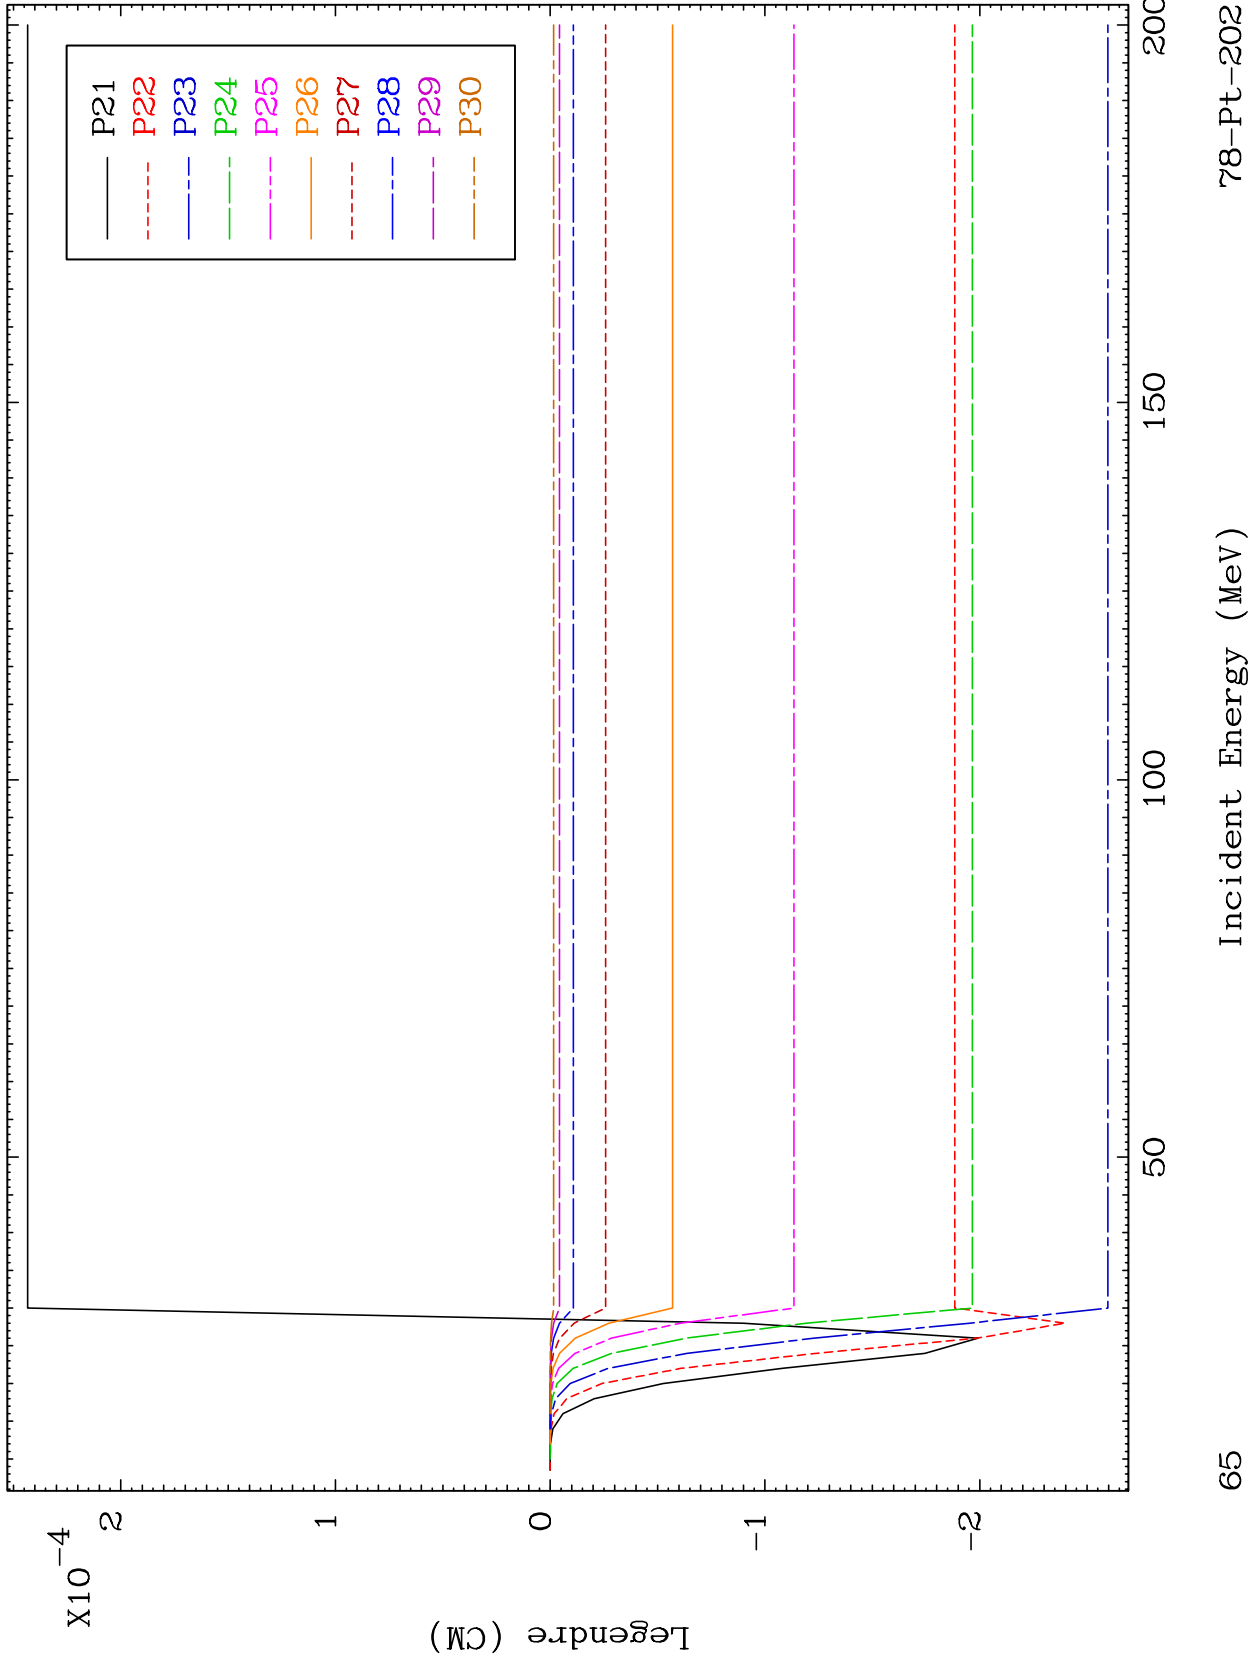 X10-4
2
1
0
-1
-2
Legendre (CM)
P21
P22
P23
P24
P25
P26
P27
P28
P29
P30
50
100
150
200
Incident Energy (MeV)
65
78-Pt-202